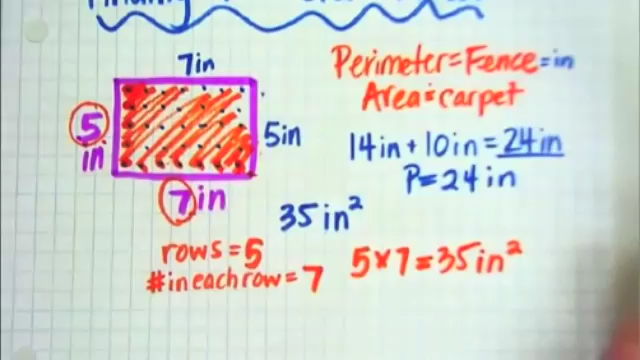 7in
5
in
5in
7in
Perimeter=Fence=in
Area=carpet
14in+10in=24in
P=24in
35in²
rows=5
#ineachrow=7
5×7=35in²